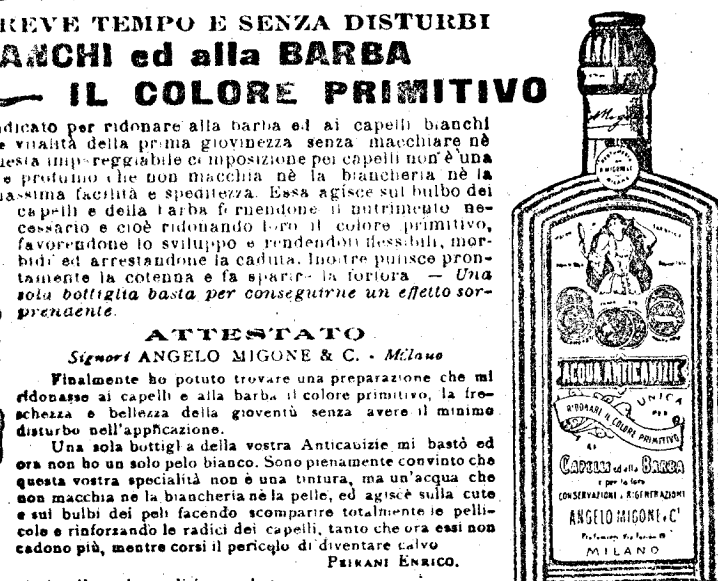 REVE TEMPO E SENZA DISTURBI
ANCHI ed alla BARBA
IL COLORE PRIMITIVO
dicato per ridonare alla barba ed ai capelli bianchi
e vitalità della prima giovinezza senza macchiare nè
uesta impareggiabile composizione pei capelli non è una
e profumo che non macchia nè la biancheria nè la
massima facilità e speditezza. Essa agisce sul bulbo dei
capelli e della barba fornendone il nutrimento ne-
cessario e cioè ridonando loro il colore primitivo,
favorendone lo sviluppo e rendendoli flessibili, mor-
bidi ed arrestandone la caduta. Inoltre pulisce pron-
tamente la cotenna e fa sparire la forfora — Una
sola bottiglia basta per conseguirne un effetto sor-
prendente.
ATTESTATO
Signori ANGELO MIGONE & C. - Milano
Finalmente ho potuto trovare una preparazione che mi
ridonasse ai capelli e alla barba il colore primitivo, la fre-
schezza e bellezza della gioventù senza avere il minimo
disturbo nell'applicazione.
Una sola bottiglia della vostra Anticanizie mi bastò ed
ora non ho un solo pelo bianco. Sono pienamente convinto che
questa vostra specialità non è una tintura, ma un'acqua che
non macchia ne la biancheria nè la pelle, ed agisce sulla cute
e sui bulbi dei peli facendo scomparire totalmente le pelli-
cole e rinforzando le radici dei capelli, tanto che ora essi non
cadono più, mentre corsi il pericolo di diventare calvo
PEIRANI ENRICO.
A. MIGONE
ACQUA ANTICANIZIE
UNICA
PER
RIDONARE IL COLORE PRIMITIVO
AI
CAPELLI ed alla BARBA
e per la loro
CONSERVAZIONE e RIGENERAZIONE
ANGELO MIGONE e C.
MILANO